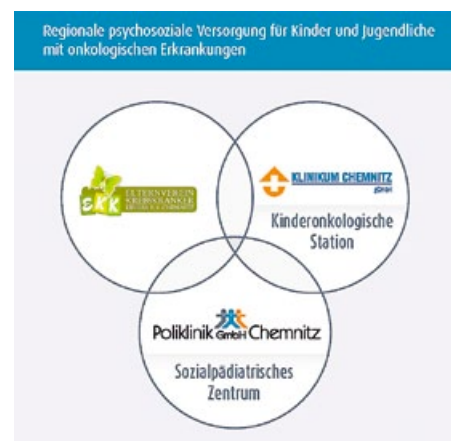 Regionale psychosoziale Versorgung für Kinder und Jugendliche
mit onkologischen Erkrankungen
EKK
ELTERNVEREIN
KREBSKRANKER
KLINIKUM CHEMNITZ
gGmbH
Kinderonkologische
Station
Poliklinik GmbH Chemnitz
Sozialpädiatrisches
Zentrum